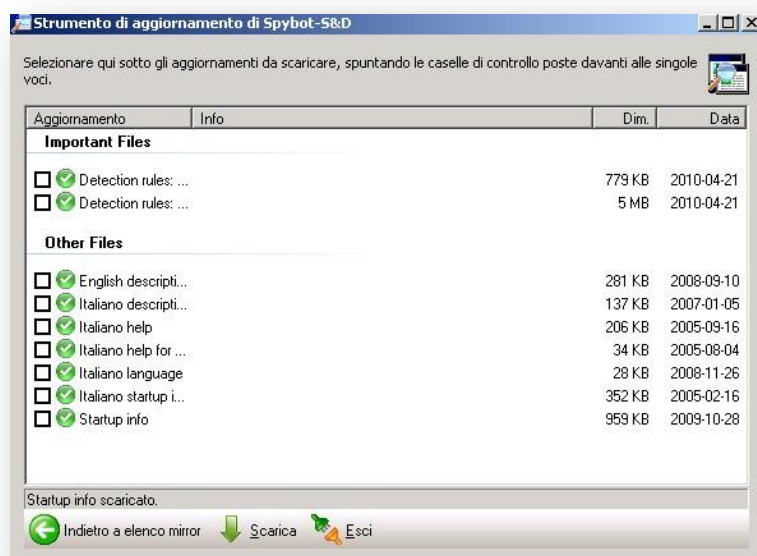 Strumento di aggiornamento di Spybot-S&D
Selezionare qui sotto gli aggiornamenti da scaricare, spuntando le caselle di controllo poste davanti alle singole
voci.
Aggiornamento Info Dim. Data
Important Files
Detection rules: ... 779 KB 2010-04-21
Detection rules: ... 5 MB 2010-04-21
Other Files
English descripti... 281 KB 2008-09-10
Italiano descripti... 137 KB 2007-01-05
Italiano help 206 KB 2005-09-16
Italiano help for ... 34 KB 2005-08-04
Italiano language 28 KB 2008-11-26
Italiano startup i... 352 KB 2005-02-16
Startup info 959 KB 2009-10-28
Startup info scaricato.
Indietro a elenco mirror Scarica Esci